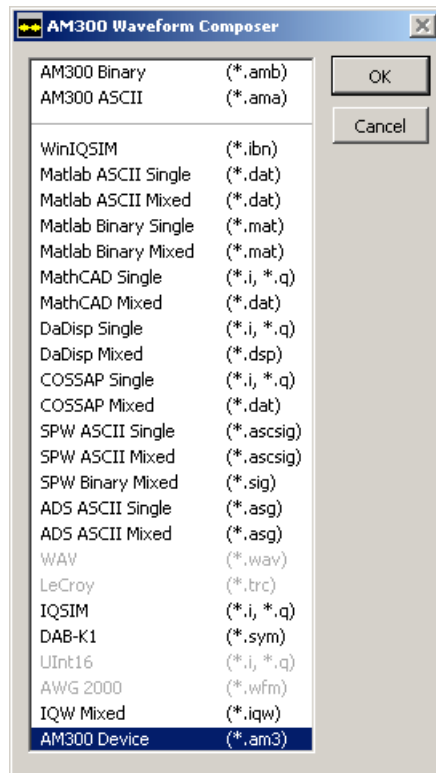 AM300 Waveform Composer
AM300 Binary (*.amb)
AM300 ASCII (*.ama)
OK
Cancel
WinIQSIM (*.ibn)
Matlab ASCII Single (*.dat)
Matlab ASCII Mixed (*.dat)
Matlab Binary Single (*.mat)
Matlab Binary Mixed (*.mat)
MathCAD Single (*.i, *.q)
MathCAD Mixed (*.dat)
DaDisp Single (*.i, *.q)
DaDisp Mixed (*.dsp)
COSSAP Single (*.i, *.q)
COSSAP Mixed (*.dat)
SPW ASCII Single (*.ascsig)
SPW ASCII Mixed (*.ascsig)
SPW Binary Mixed (*.sig)
ADS ASCII Single (*.asg)
ADS ASCII Mixed (*.asg)
WAV (*.wav)
LeCroy (*.trc)
IQSIM (*.i, *.q)
DAB-K1 (*.sym)
UInt16 (*.i, *.q)
AWG 2000 (*.wfm)
IQW Mixed (*.iqw)
AM300 Device (*.am3)